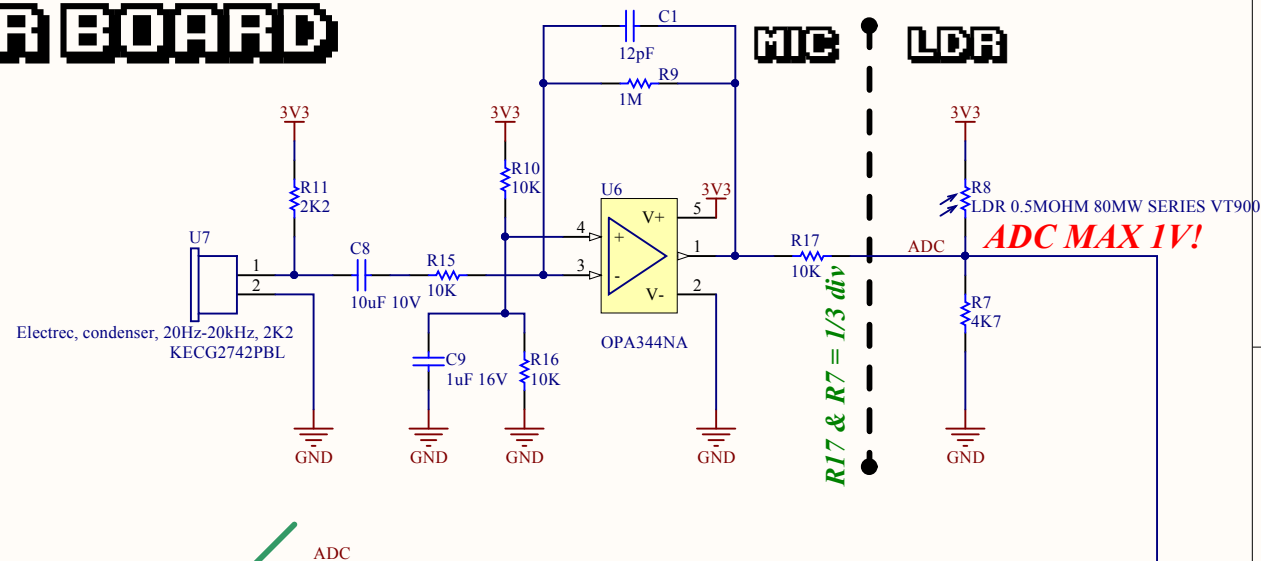 R BOARD
MIC
LDR
C1
12pF
R9
1M
3V3
R11
2K2
3V3
R10
10K
U6
3V3
V+
5
4
+
1
3
-
V-
2
OPA344NA
3V3
R8
LDR 0.5MOHM 80MW SERIES VT900
ADC MAX 1V!
ADC
R17
10K
R17 & R7 = 1/3 div
R7
4K7
U7
1
2
C8
10uF 10V
R15
10K
Electrec, condenser, 20Hz-20kHz, 2K2
KECG2742PBL
C9
1uF 16V
R16
10K
GND
GND
GND
GND
GND
ADC